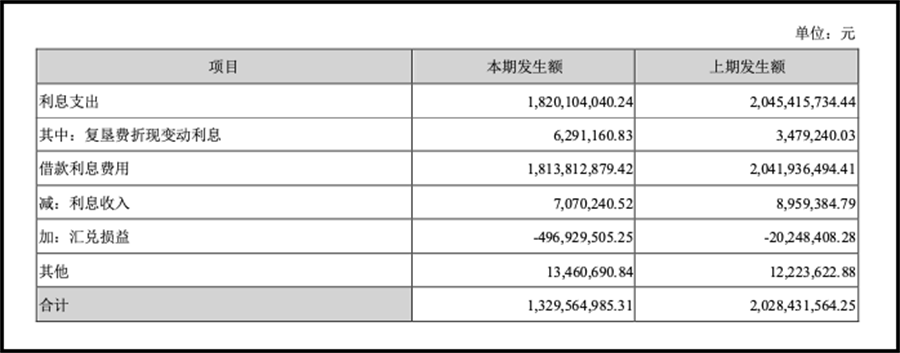 单位：元
项目 本期发生额 上期发生额
利息支出 1,820,104,040.24 2,045,415,734.44
其中：复垦费折现变动利息 6,291,160.83 3,479,240.03
借款利息费用 1,813,812,879.42 2,041,936,494.41
减：利息收入 7,070,240.52 8,959,384.79
加：汇兑损益 -496,929,505.25 -20,248,408.28
其他 13,460,690.84 12,223,622.88
合计 1,329,564,985.31 2,028,431,564.25